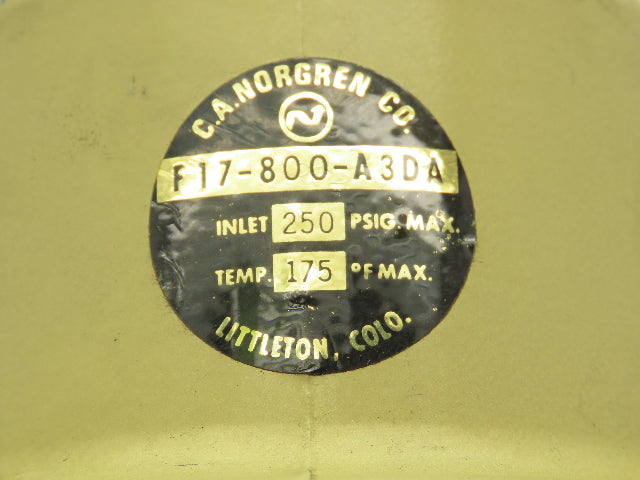 C.A.NORGREN CO.
N
F17-800-A3DA
INLET 250 PSIG. MAX.
TEMP. 175 °F MAX.
LITTLETON, COLO.